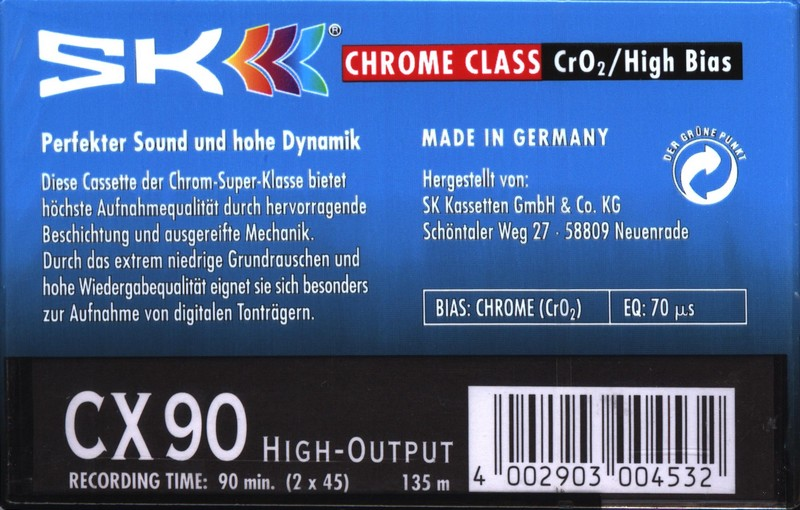 SK®
CHROME CLASS CrO₂/High Bias
Perfekter Sound und hohe Dynamik
Diese Cassette der Chrom-Super-Klasse bietet
höchste Aufnahmequalität durch hervorragende
Beschichtung und ausgereifte Mechanik.
Durch das extrem niedrige Grundrauschen und
hohe Wiedergabequalität eignet sie sich besonders
zur Aufnahme von digitalen Tonträgern.
MADE IN GERMANY
DER GRÜNE PUNKT
Hergestellt von:
SK Kassetten GmbH & Co. KG
Schöntaler Weg 27 · 58809 Neuenrade
BIAS: CHROME (CrO₂) EQ: 70 µs
CX 90 HIGH-OUTPUT
RECORDING TIME: 90 min. (2 x 45) 135 m
4 002903 004532